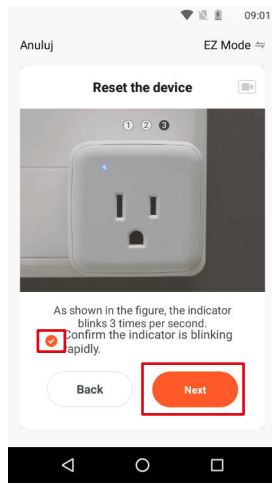 09:01
Anuluj
EZ Mode
Reset the device
1 2 3
As shown in the figure, the indicator
blinks 3 times per second.
Confirm the indicator is blinking
rapidly.
Back
Next